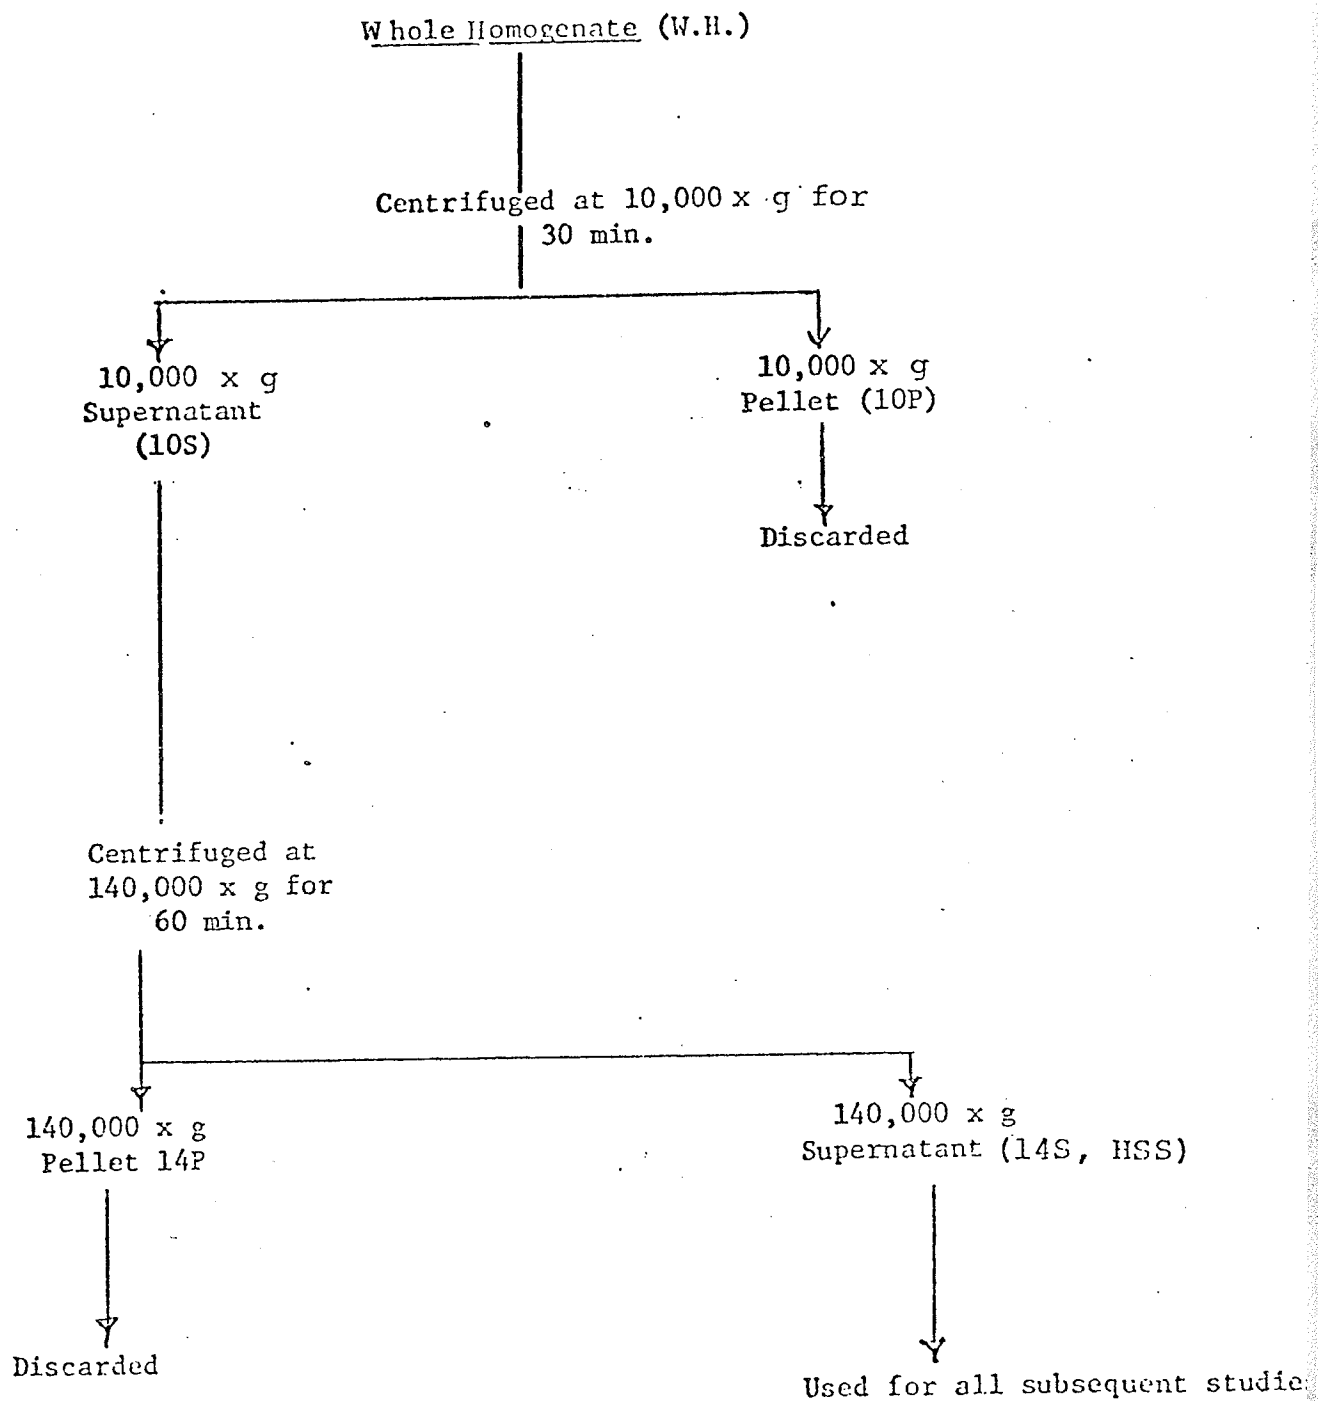 Whole Homogenate (W.H.)
Centrifuged at 10,000 x g for
30 min.
10,000 x g
Supernatant
(10S)
10,000 x g
Pellet (10P)
Discarded
Centrifuged at
140,000 x g for
60 min.
140,000 x g
Pellet 14P
Discarded
140,000 x g
Supernatant (14S, HSS)
Used for all subsequent studie